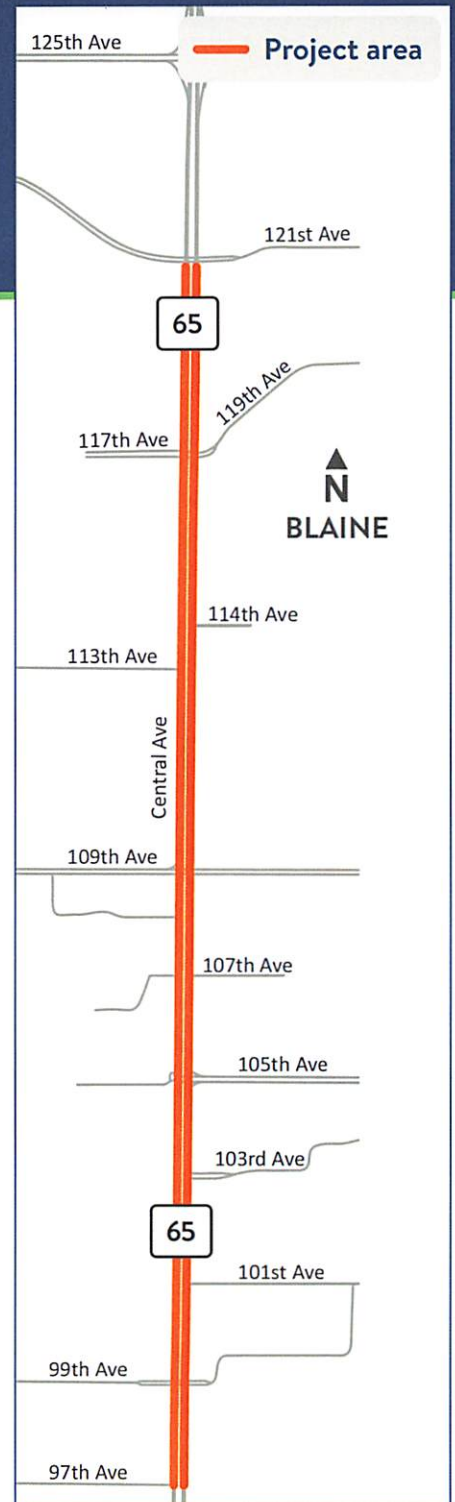 125th Ave
Project area
121st Ave
65
119th Ave
117th Ave
N
BLAINE
114th Ave
113th Ave
Central Ave
109th Ave
107th Ave
105th Ave
103rd Ave
65
101st Ave
99th Ave
97th Ave